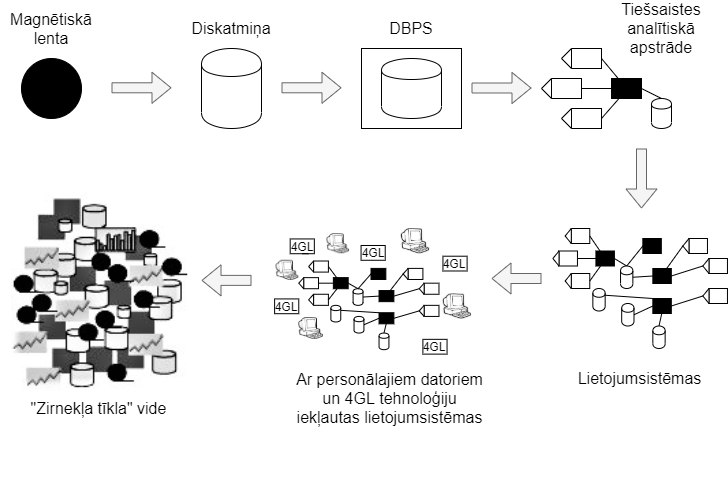 Magnētiskā
lenta
Diskatmiņa
DBPS
Tiešsaistes
analītiskā
apstrāde
4GL
4GL
4GL
4GL
4GL
"Zirnekļa tīkla" vide
Ar personālajiem datoriem
un 4GL tehnoloģiju
iekļautas lietojumsistēmas
Lietojumsistēmas